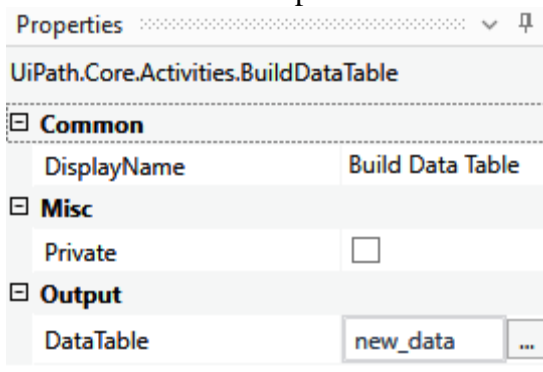 Properties
UiPath.Core.Activities.BuildDataTable
Common
DisplayName Build Data Table
Misc
Private
Output
DataTable new_data ...